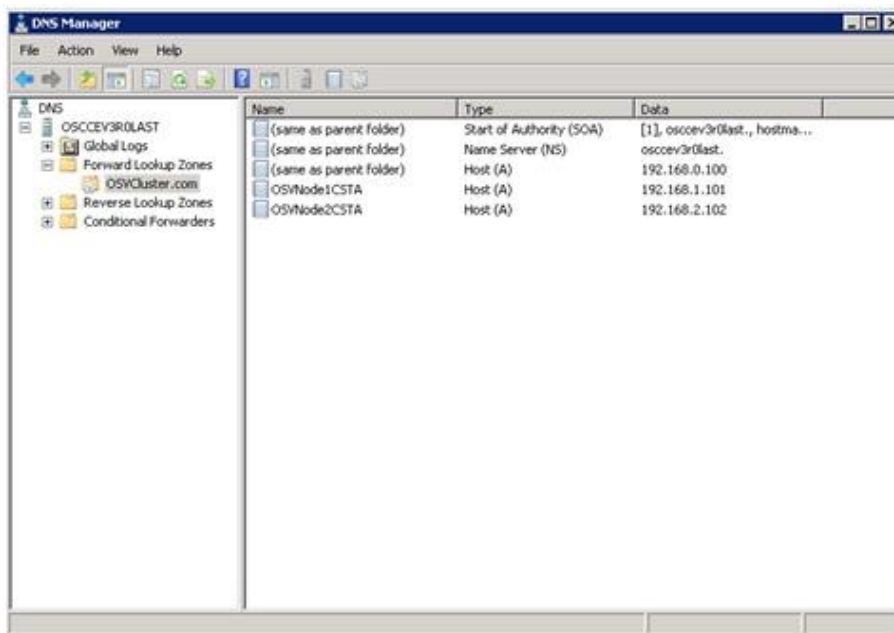 DNS Manager
File Action View Help
DNS
OSCCEV3R0LAST
Global Logs
Forward Lookup Zones
OSVCluster.com
Reverse Lookup Zones
Conditional Forwarders
Name Type Data
(same as parent folder) Start of Authority (SOA) [1], osccev3r0last., hostma...
(same as parent folder) Name Server (NS) osccev3r0last.
(same as parent folder) Host (A) 192.168.0.100
OSVNode1CSTA Host (A) 192.168.1.101
OSVNode2CSTA Host (A) 192.168.2.102